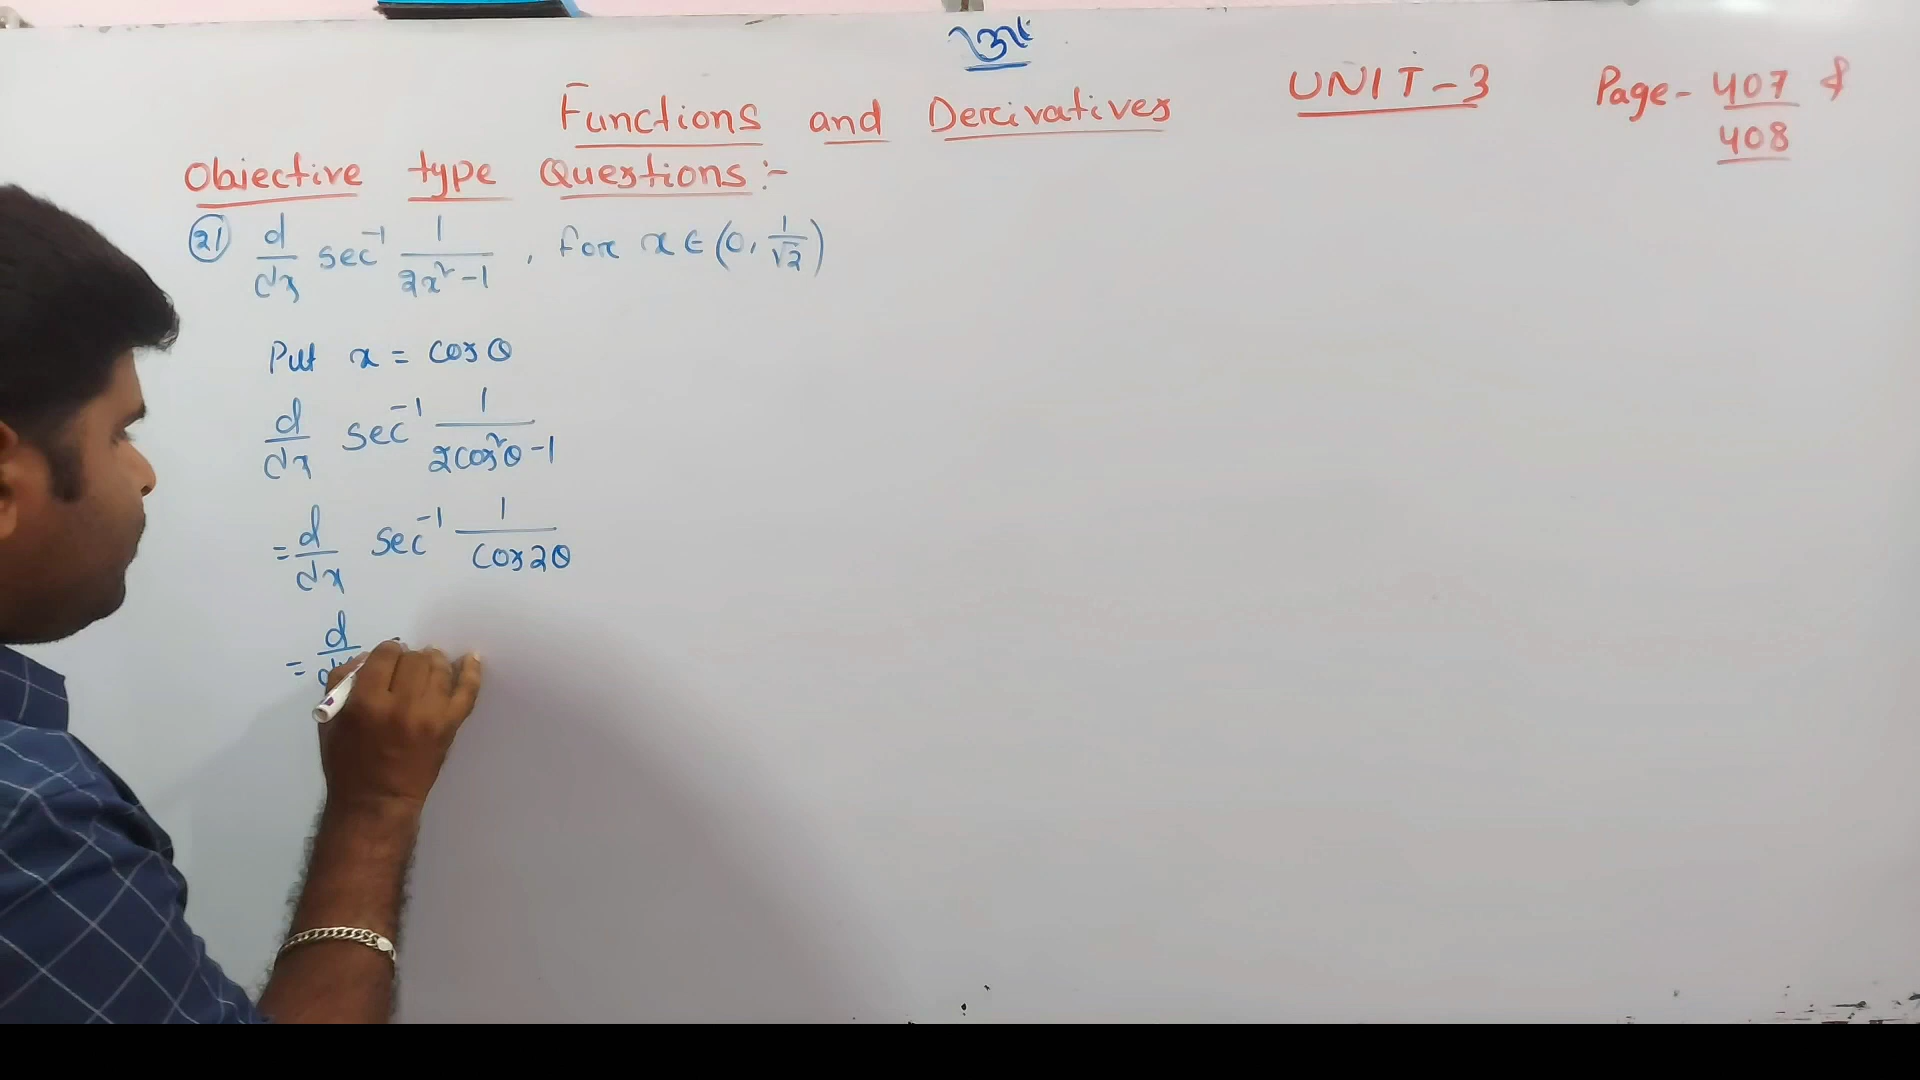 Functions and Derivatives UNIT-3 Page-407 &
408
Objective type Questions :-
21 d/dx sec⁻¹ 1/(2x²-1), for x ∈ (0, 1/√2)
Put x = cosθ
d/dx sec⁻¹ 1/(2cos²θ-1)
= d/dx sec⁻¹ 1/cos2θ
= d/dx